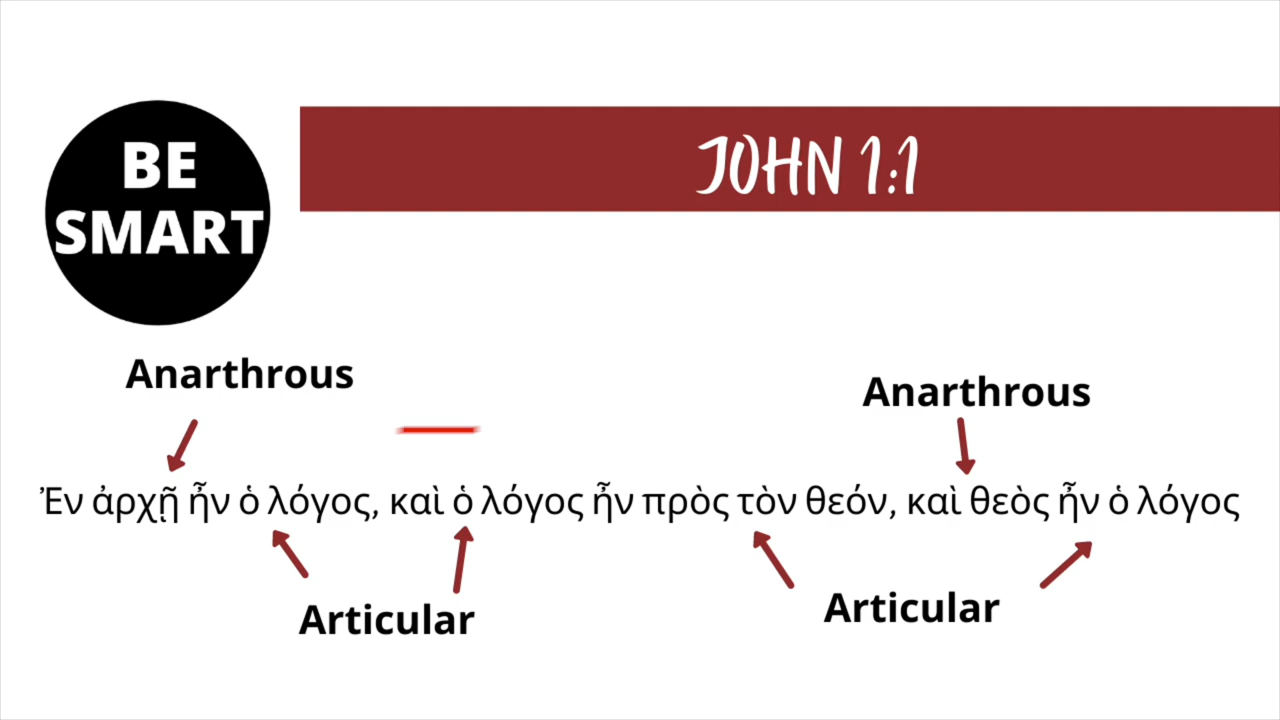 BE
SMART
JOHN 1:1
Anarthrous
Anarthrous
Ἐν ἀρχῇ ἦν ὁ λόγος, καὶ ὁ λόγος ἦν πρὸς τὸν θεόν, καὶ θεὸς ἦν ὁ λόγος
Articular
Articular